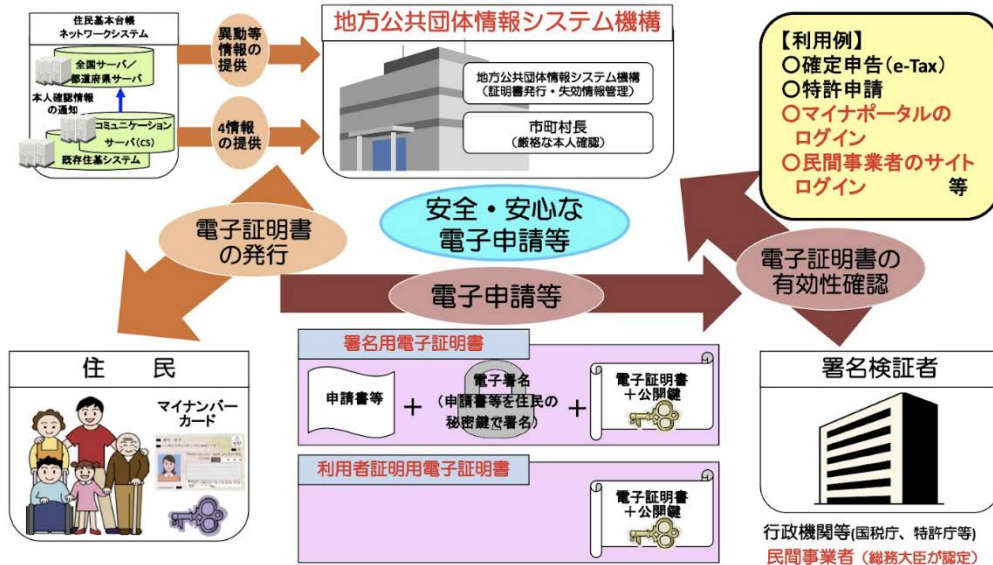 住民基本台帳
ネットワークシステム
全国サーバ／
都道府県サーバ
本人確認情報
の通知
コミュニケーション
サーバ(CS)
既存住基システム
異動等
情報の
提供
4情報
の提供
地方公共団体情報システム機構
地方公共団体情報システム機構
（証明書発行・失効情報管理）
市町村長
（厳格な本人確認）
【利用例】
〇確定申告（e-Tax）
〇特許申請
〇マイナポータルの
ログイン
〇民間事業者のサイト
ログイン　等
電子証明書
の発行
安全・安心な
電子申請等
電子申請等
電子証明書の
有効性確認
住　民
マイナンバー
カード
署名用電子証明書
申請書等
＋
電子署名
（申請書等を住民の
秘密鍵で署名）
＋
電子証明書
＋公開鍵
利用者証明用電子証明書
電子証明書
＋公開鍵
署名検証者
行政機関等(国税庁、特許庁等)
民間事業者（総務大臣が認定）